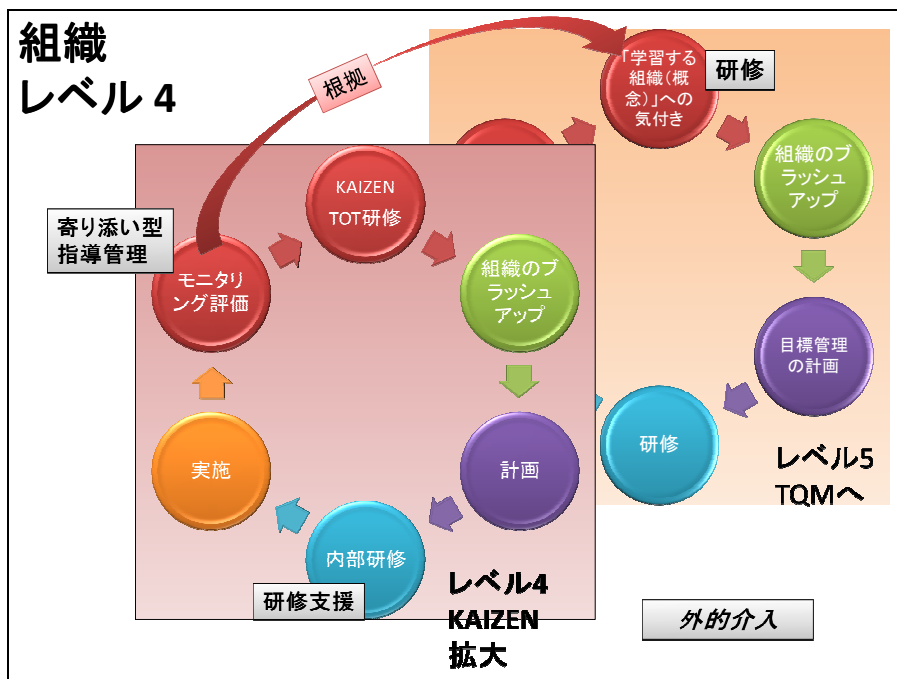 組織
レベル 4
根拠
「学習する
組織(概
念)」への
気付き
研修
組織のブ
ラッシュ
アップ
目標管理
の計画
研修
レベル5
TQMへ
寄り添い型
指導管理
モニタリ
ング評価
KAIZEN
TOT研修
組織のブ
ラッシュ
アップ
計画
内部研修
研修支援
実施
レベル4
KAIZEN
拡大
外的介入